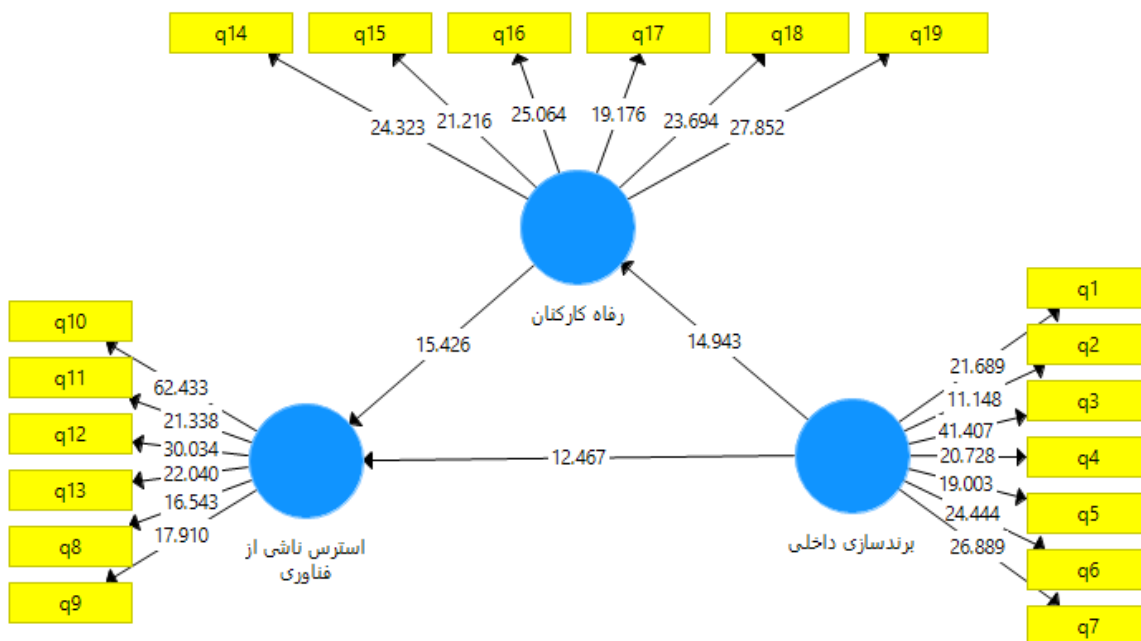 q14
q15
q16
q17
q18
q19
24.323
21.216
25.064
19.176
23.694
27.852
رفاه کارکنان
15.426
14.943
q10
q11
q12
q13
q8
q9
62.433
21.338
30.034
22.040
16.543
17.910
استرس ناشی از
فناوری
12.467
برندسازی داخلی
21.689
11.148
41.407
20.728
19.003
24.444
26.889
q1
q2
q3
q4
q5
q6
q7